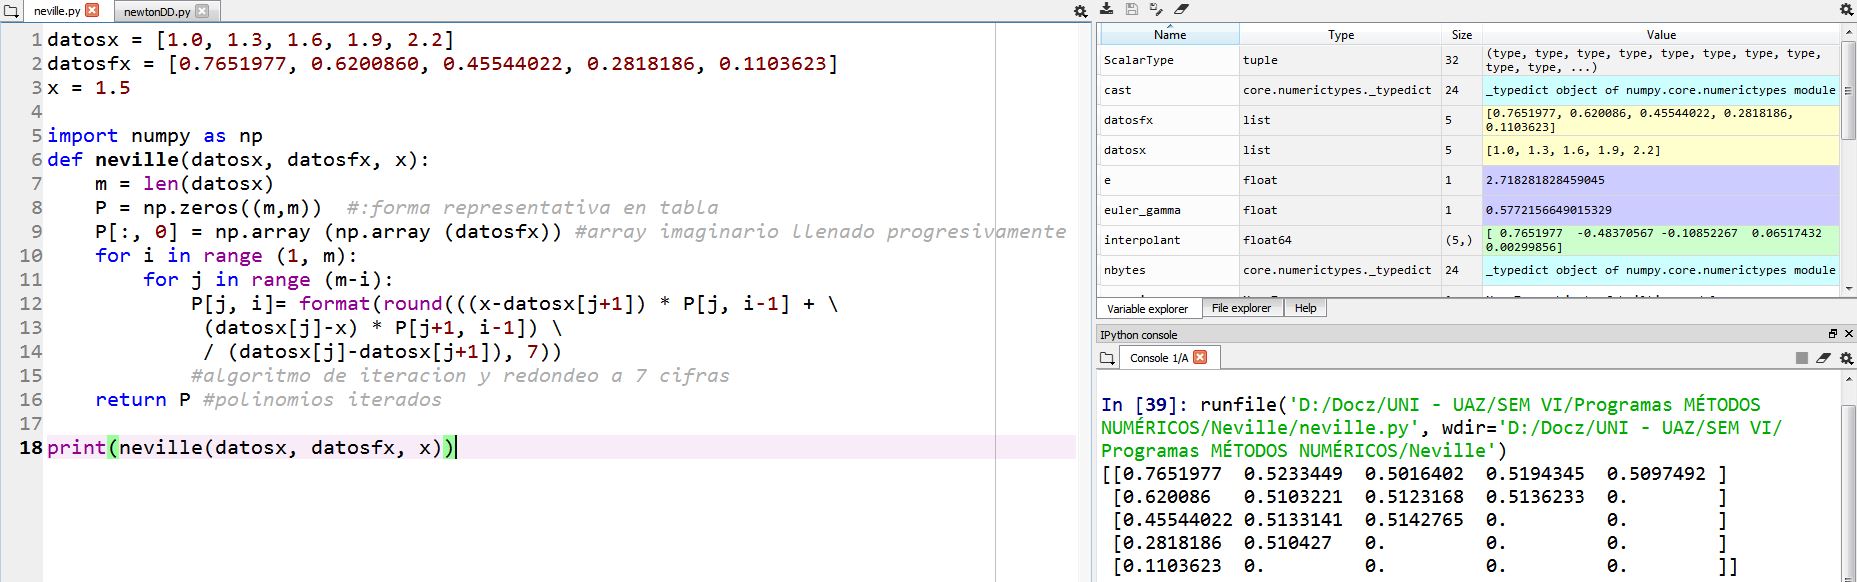 neville.py
newtonDD.py
1 datosx = [1.0, 1.3, 1.6, 1.9, 2.2]
2 datosfx = [0.7651977, 0.6200860, 0.45544022, 0.2818186, 0.1103623]
3 x = 1.5
4
5 import numpy as np
6 def neville(datosx, datosfx, x):
7     m = len(datosx)
8     P = np.zeros((m,m))  #:forma representativa en tabla
9     P[:, 0] = np.array (np.array (datosfx)) #array imaginario llenado progresivamente
10     for i in range (1, m):
11         for j in range (m-i):
12             P[j, i]= format(round(((x-datosx[j+1]) * P[j, i-1] + \
13              (datosx[j]-x) * P[j+1, i-1]) \
14              / (datosx[j]-datosx[j+1]), 7))
15             #algoritmo de iteracion y redondeo a 7 cifras
16     return P #polinomios iterados
17
18 print(neville(datosx, datosfx, x))
Name Type Size Value
ScalarType tuple 32 (type, type, type, type, type, type, type, type, type, type, ...)
cast core.numerictypes._typedict 24 _typedict object of numpy.core.numerictypes module
datosfx list 5 [0.7651977, 0.620086, 0.45544022, 0.2818186, 0.1103623]
datosx list 5 [1.0, 1.3, 1.6, 1.9, 2.2]
e float 1 2.718281828459045
euler_gamma float 1 0.5772156649015329
interpolant float64 (5,) [ 0.7651977 -0.48370567 -0.10852267 0.06517432 0.00299856]
nbytes core.numerictypes._typedict 24 _typedict object of numpy.core.numerictypes module
Variable explorer File explorer Help
IPython console
Console 1/A
In [39]: runfile('D:/Docz/UNI - UAZ/SEM VI/Programas MÉTODOS
NUMÉRICOS/Neville/neville.py', wdir='D:/Docz/UNI - UAZ/SEM VI/
Programas MÉTODOS NUMÉRICOS/Neville')
[[0.7651977  0.5233449  0.5016402  0.5194345  0.5097492 ]
 [0.620086   0.5103221  0.5123168  0.5136233  0.        ]
 [0.45544022 0.5133141  0.5142765  0.         0.        ]
 [0.2818186  0.510427   0.         0.         0.        ]
 [0.1103623  0.         0.         0.         0.        ]]